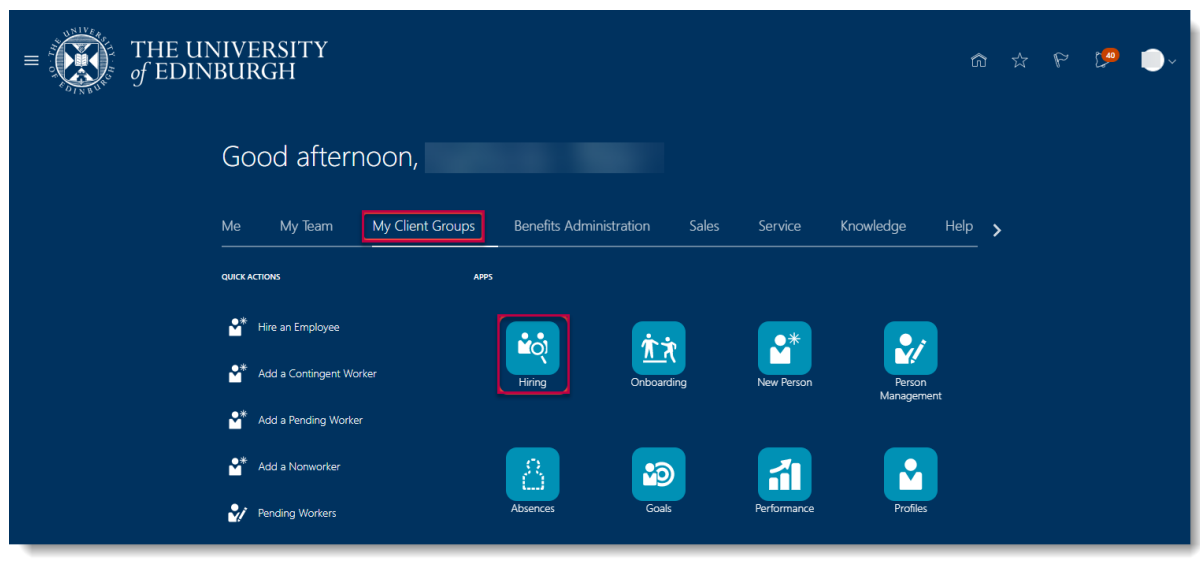 THE UNIVERSITY
of EDINBURGH
40
Good afternoon,
Me My Team My Client Groups Benefits Administration Sales Service Knowledge Help
QUICK ACTIONS
Hire an Employee
Add a Contingent Worker
Add a Pending Worker
Add a Nonworker
Pending Workers
APPS
Hiring
Onboarding
New Person
Person
Management
Absences
Goals
Performance
Profiles